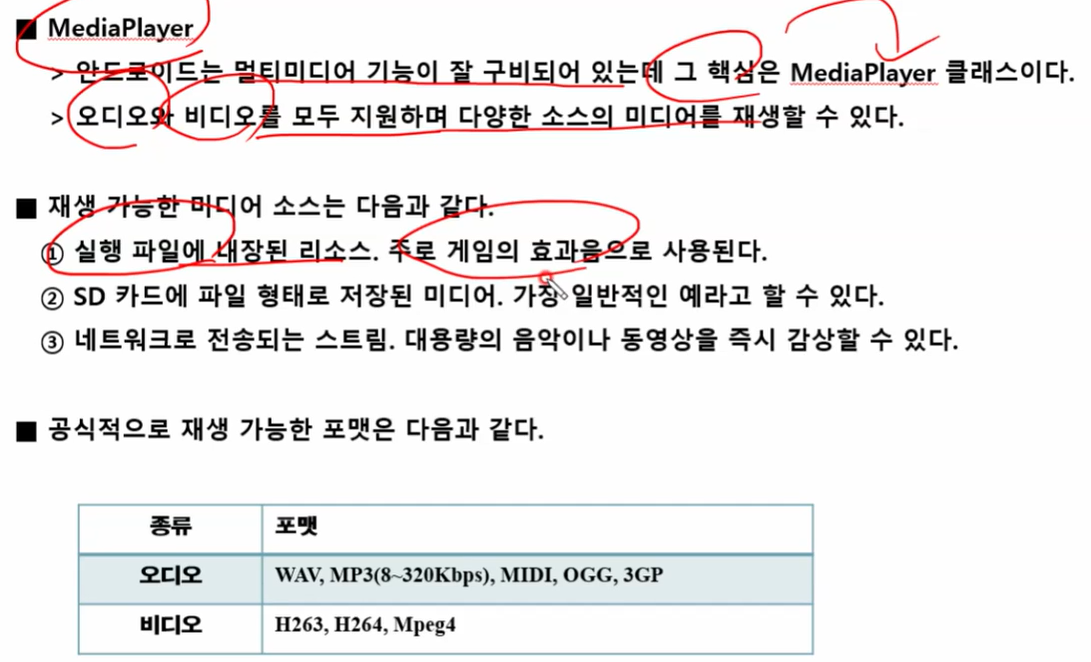 ■ MediaPlayer
> 안드로이드는 멀티미디어 기능이 잘 구비되어 있는데 그 핵심은 MediaPlayer 클래스이다.
> 오디오와 비디오를 모두 지원하며 다양한 소스의 미디어를 재생할 수 있다.
■ 재생 가능한 미디어 소스는 다음과 같다.
① 실행 파일에 내장된 리소스. 주로 게임의 효과음으로 사용된다.
② SD 카드에 파일 형태로 저장된 미디어. 가장 일반적인 예라고 할 수 있다.
③ 네트워크로 전송되는 스트림. 대용량의 음악이나 동영상을 즉시 감상할 수 있다.
■ 공식적으로 재생 가능한 포맷은 다음과 같다.
종류 포맷
오디오 WAV, MP3(8~320Kbps), MIDI, OGG, 3GP
비디오 H263, H264, Mpeg4